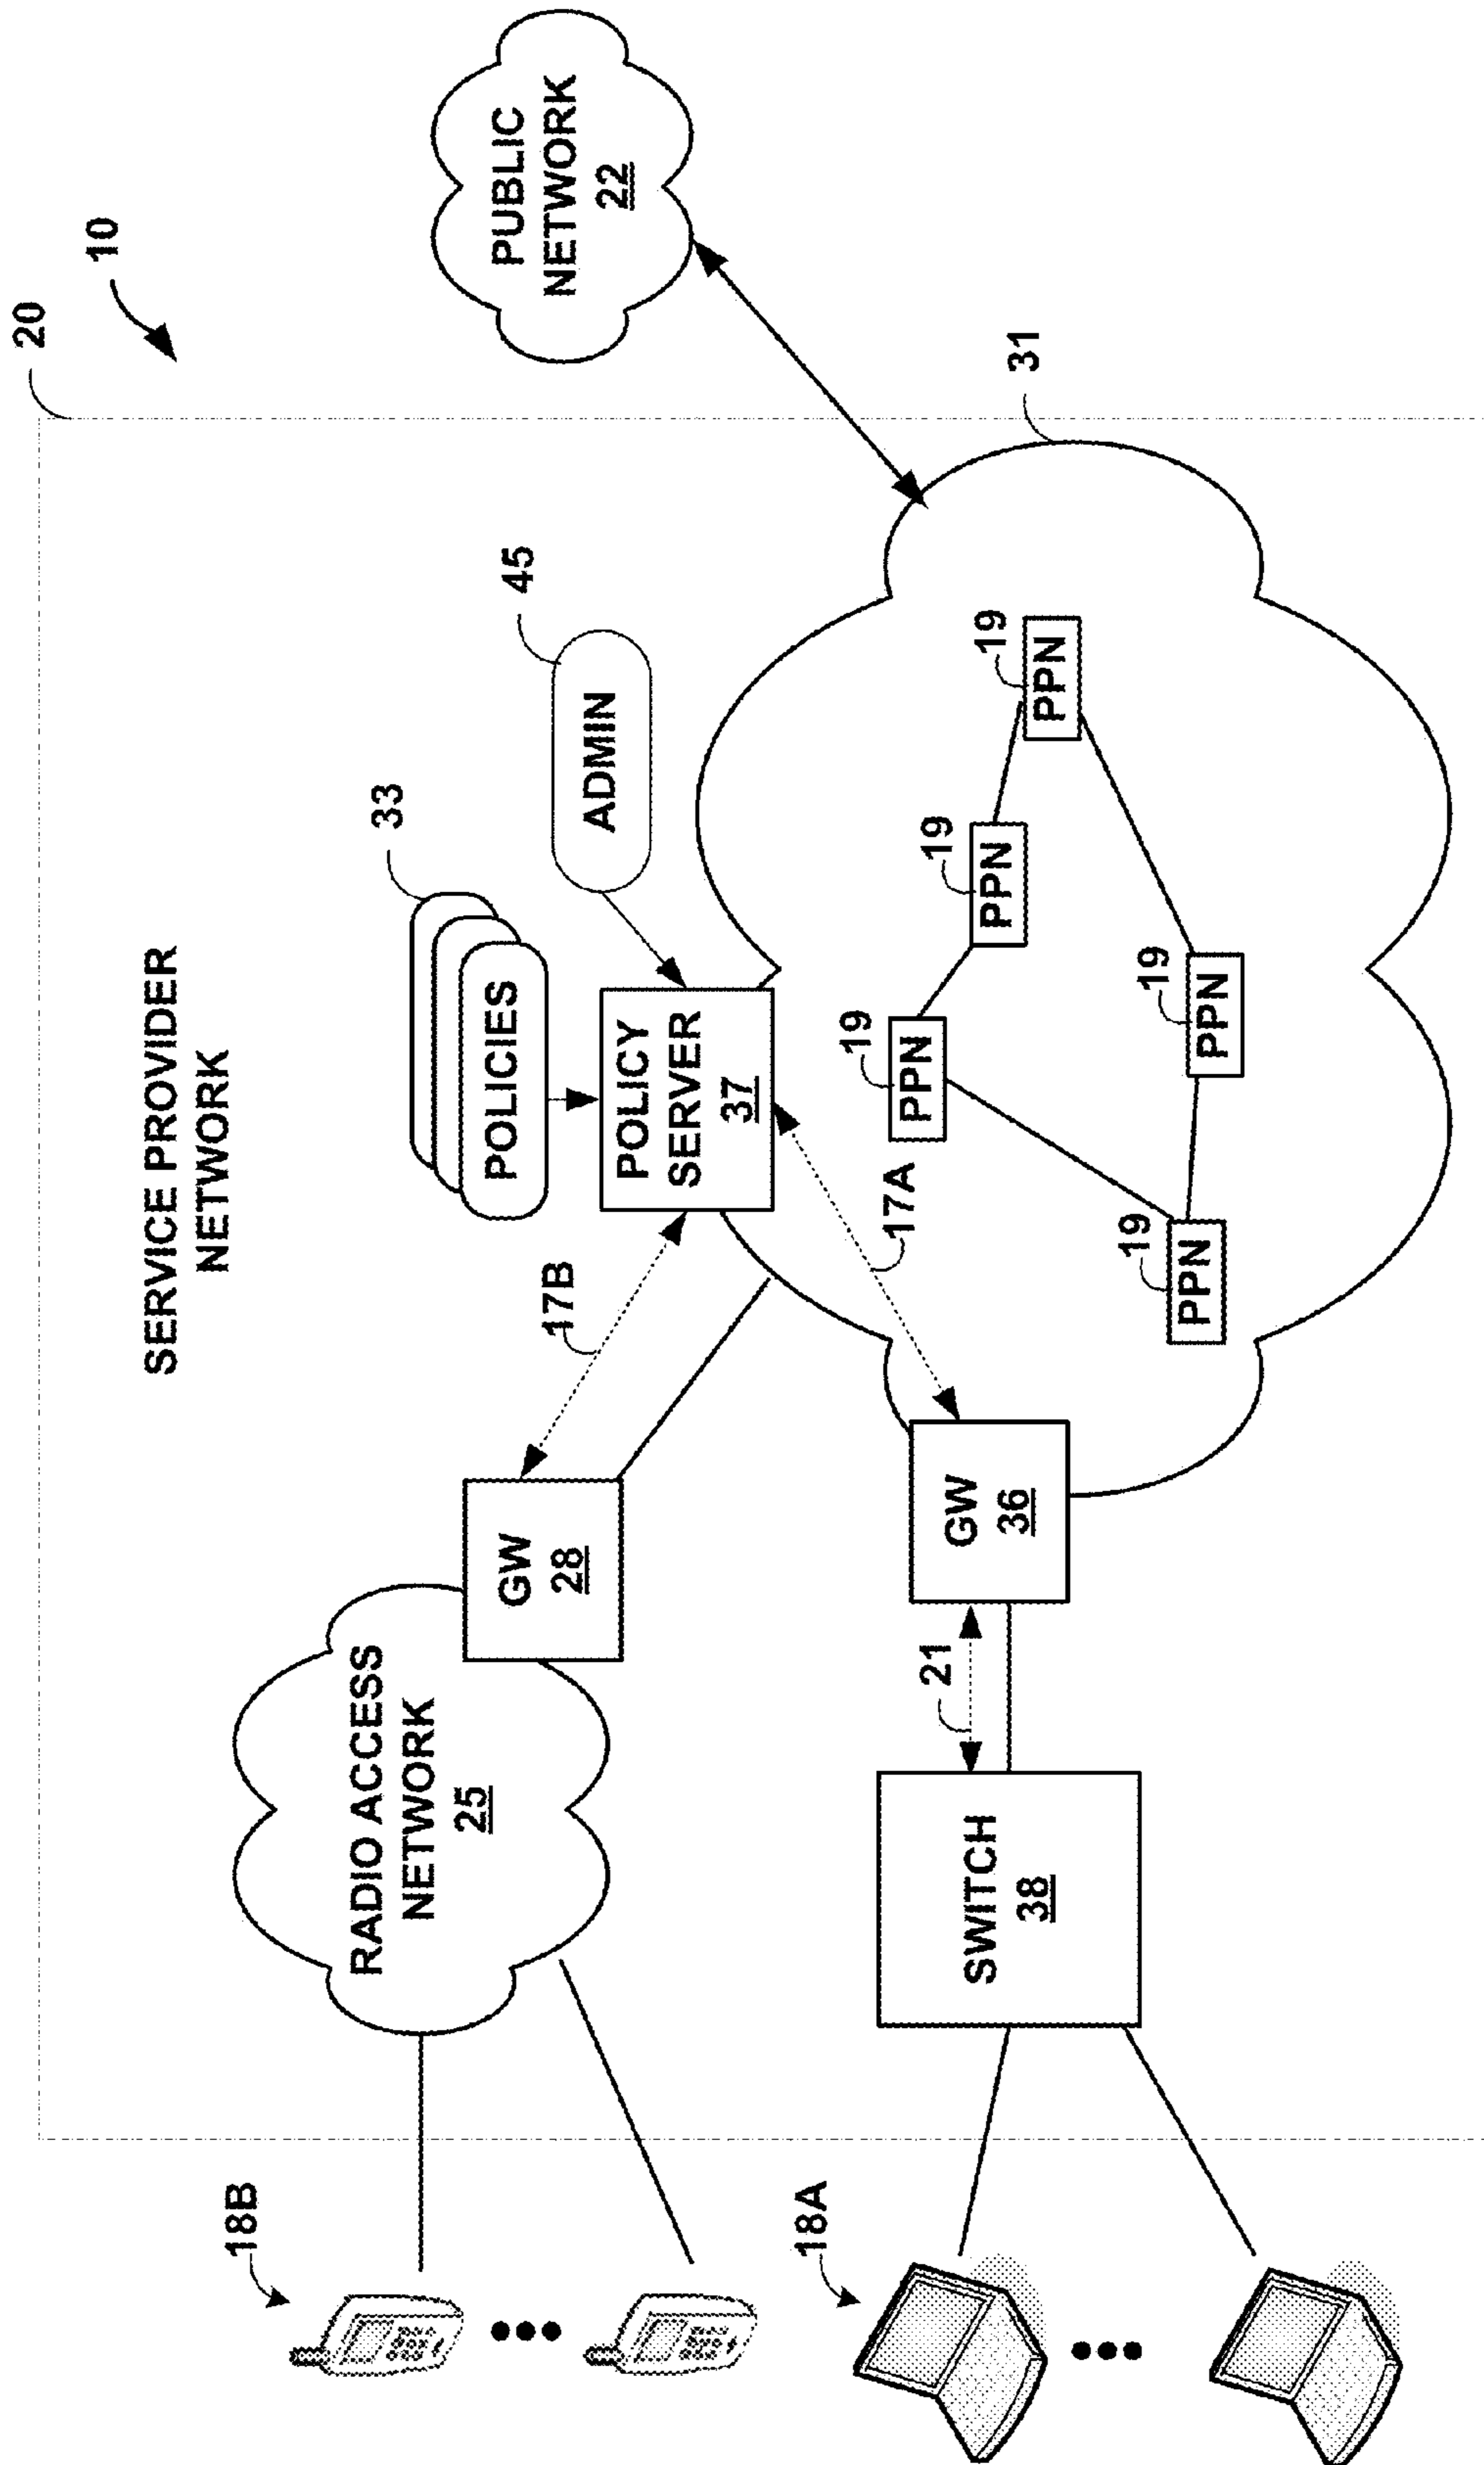 20
10
SERVICE PROVIDER
NETWORK
PUBLIC
NETWORK
22
18B
RADIO ACCESS
NETWORK
25
GW
28
17B
33
POLICIES
45
ADMIN
POLICY
SERVER
37
31
18A
SWITCH
38
21
GW
36
17A
19
PPN
19
PPN
19
PPN
19
PPN
19
PPN